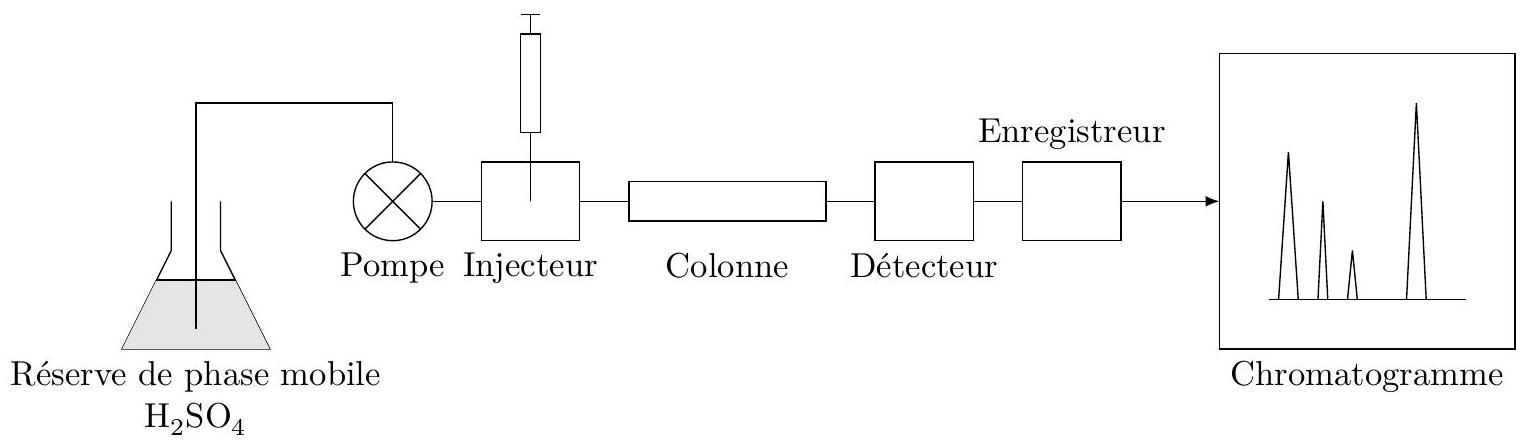 Enregistreur
Pompe
Injecteur
Colonne
Détecteur
Réserve de phase mobile
H₂SO₄
Chromatogramme